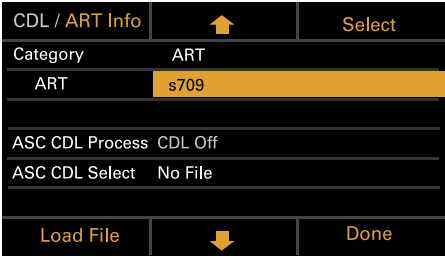 CDL / ART Info Select
Category ART
ART s709
ASC CDL Process CDL Off
ASC CDL Select No File
Load File Done